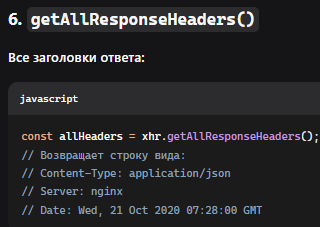 6. getAllResponseHeaders()
Все заголовки ответа:
javascript
const allHeaders = xhr.getAllResponseHeaders();
// Возвращает строку вида:
// Content-Type: application/json
// Server: nginx
// Date: Wed, 21 Oct 2020 07:28:00 GMT